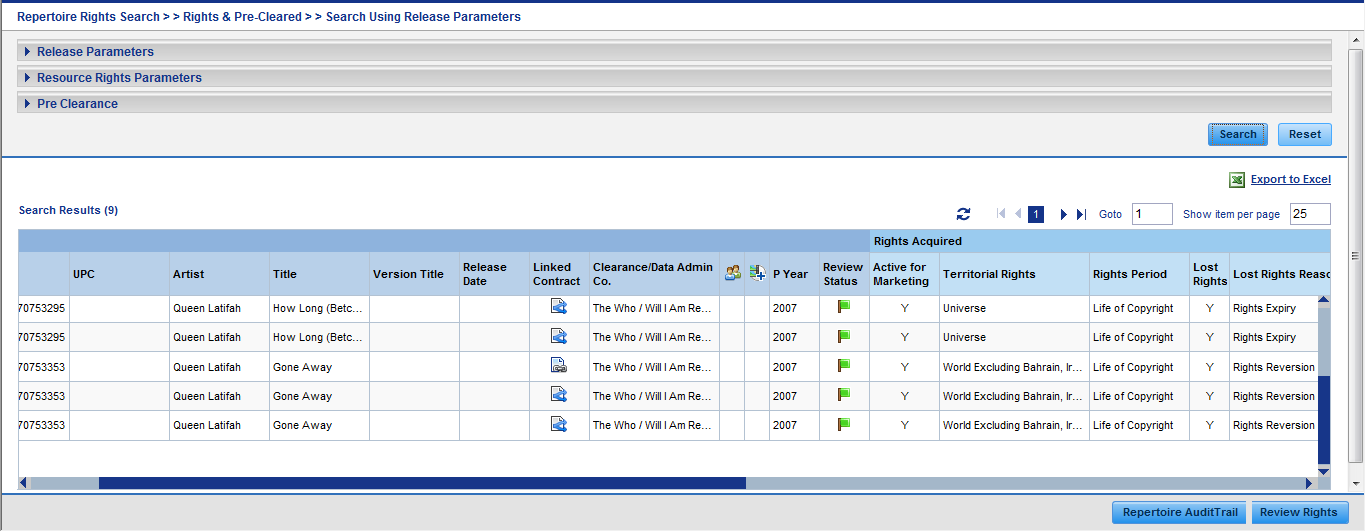 Repertoire Rights Search > > Rights & Pre-Cleared > > Search Using Release Parameters
Release Parameters
Resource Rights Parameters
Pre Clearance
Search Reset
Export to Excel
Search Results (9) 1 Goto 1 Show item per page 25
Rights Acquired
UPC Artist Title Version Title Release Date Linked Contract Clearance/Data Admin Co. P Year Review Status Active for Marketing Territorial Rights Rights Period Lost Rights Lost Rights Reaso
70753295 Queen Latifah How Long (Betc... The Who / Will I Am Re... 2007 Y Universe Life of Copyright Y Rights Expiry
70753295 Queen Latifah How Long (Betc... The Who / Will I Am Re... 2007 Y Universe Life of Copyright Y Rights Expiry
70753353 Queen Latifah Gone Away The Who / Will I Am Re... 2007 Y World Excluding Bahrain, Ir... Life of Copyright Y Rights Reversion
70753353 Queen Latifah Gone Away The Who / Will I Am Re... 2007 Y World Excluding Bahrain, Ir... Life of Copyright Y Rights Reversion
70753353 Queen Latifah Gone Away The Who / Will I Am Re... 2007 Y World Excluding Bahrain, Ir... Life of Copyright Y Rights Reversion
Repertoire AuditTrail Review Rights